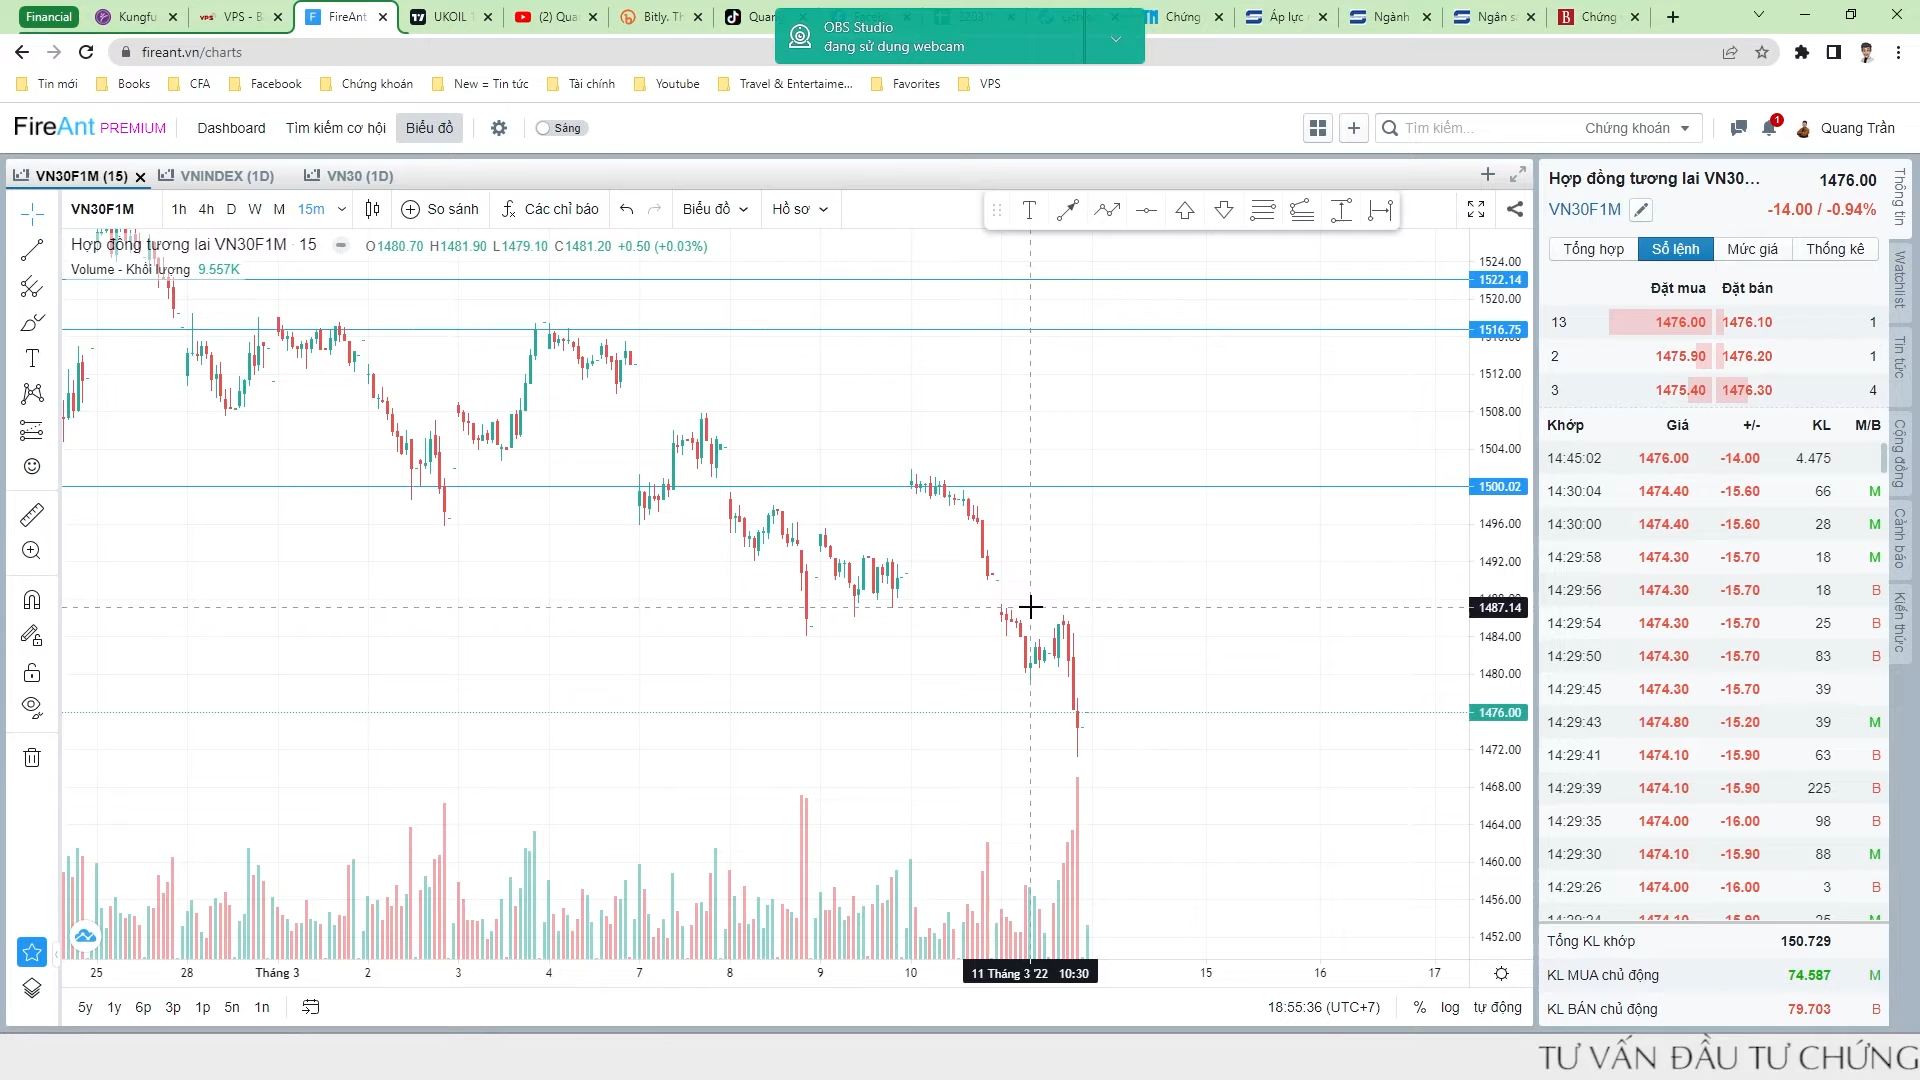 Financial
Kungfu
VPS - B
FireAnt
UKOIL
(2) Qua
Bitly. Th
Quan
Chứng
Áp lực
Ngành
Ngân s
Chứng
OBS Studio
đang sử dụng webcam
fireant.vn/charts
Tin mới Books CFA Facebook Chứng khoán New = Tin tức Tài chính Youtube Travel & Entertaime... Favorites VPS
FireAnt PREMIUM Dashboard Tìm kiếm cơ hội Biểu đồ Sáng Tìm kiếm... Chứng khoán 1 Quang Trần
VN30F1M (15) VNINDEX (1D) VN30 (1D)
VN30F1M 1h 4h D W M 15m So sánh Các chỉ báo Biểu đồ Hồ sơ
Hợp đồng tương lai VN30F1M · 15 O1480.70 H1481.90 L1479.10 C1481.20 +0.50 (+0.03%)
Volume - Khối lượng 9.557K
1524.00
1522.14
1520.00
1516.75
1512.00
1508.00
1504.00
1500.02
1496.00
1492.00
1487.14
1484.00
1480.00
1476.00
1472.00
1468.00
1464.00
1460.00
1456.00
1452.00
25 28 Tháng 3 2 3 4 7 8 9 10 11 Tháng 3 '22 10:30 15 16 17
5y 1y 6p 3p 1p 5n 1n 18:55:36 (UTC+7) % log tự động
Hợp đồng tương lai VN30... 1476.00
VN30F1M -14.00 / -0.94%
Tổng hợp Sổ lệnh Mức giá Thống kê
Đặt mua Đặt bán
13 1476.00 1476.10 1
2 1475.90 1476.20 1
3 1475.40 1476.30 4
Khớp Giá +/- KL M/B
14:45:02 1476.00 -14.00 4.475
14:30:04 1474.40 -15.60 66 M
14:30:00 1474.40 -15.60 28 M
14:29:58 1474.30 -15.70 18 M
14:29:56 1474.30 -15.70 18 B
14:29:54 1474.30 -15.70 25 B
14:29:50 1474.30 -15.70 83 B
14:29:45 1474.30 -15.70 39
14:29:43 1474.80 -15.20 39 M
14:29:41 1474.10 -15.90 63 B
14:29:39 1474.10 -15.90 225 B
14:29:35 1474.00 -16.00 98 B
14:29:30 1474.10 -15.90 88 M
14:29:26 1474.00 -16.00 3 B
14:29:24 1474.10 -15.90 25 M
Tổng KL khớp 150.729
KL MUA chủ động 74.587 M
KL BÁN chủ động 79.703 B
Thông tin
Watchlist
Tin tức
Cộng đồng
Cảnh báo
Kiến thức
TƯ VẤN ĐẦU TƯ CHỨNG